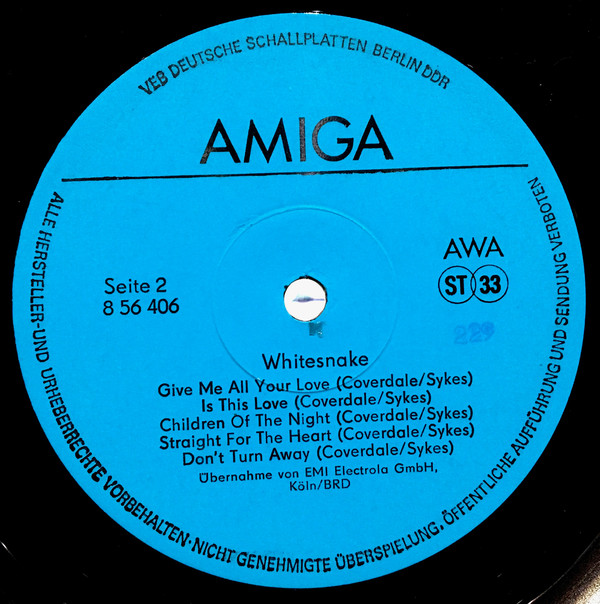 VEB DEUTSCHE SCHALLPLATTEN BERLIN DDR
AMIGA
Seite 2
8 56 406
AWA
ST 33
229
Whitesnake
Give Me All Your Love (Coverdale/Sykes)
Is This Love (Coverdale/Sykes)
Children Of The Night (Coverdale/Sykes)
Straight For The Heart (Coverdale/Sykes)
Don't Turn Away (Coverdale/Sykes)
Übernahme von EMI Electrola GmbH,
Köln/BRD
ALLE HERSTELLER-UND URHEBERRECHTE VORBEHALTEN·NICHT GENEHMIGTE ÜBERSPIELUNG, ÖFFENTLICHE AUFFÜHRUNG UND SENDUNG VERBOTEN